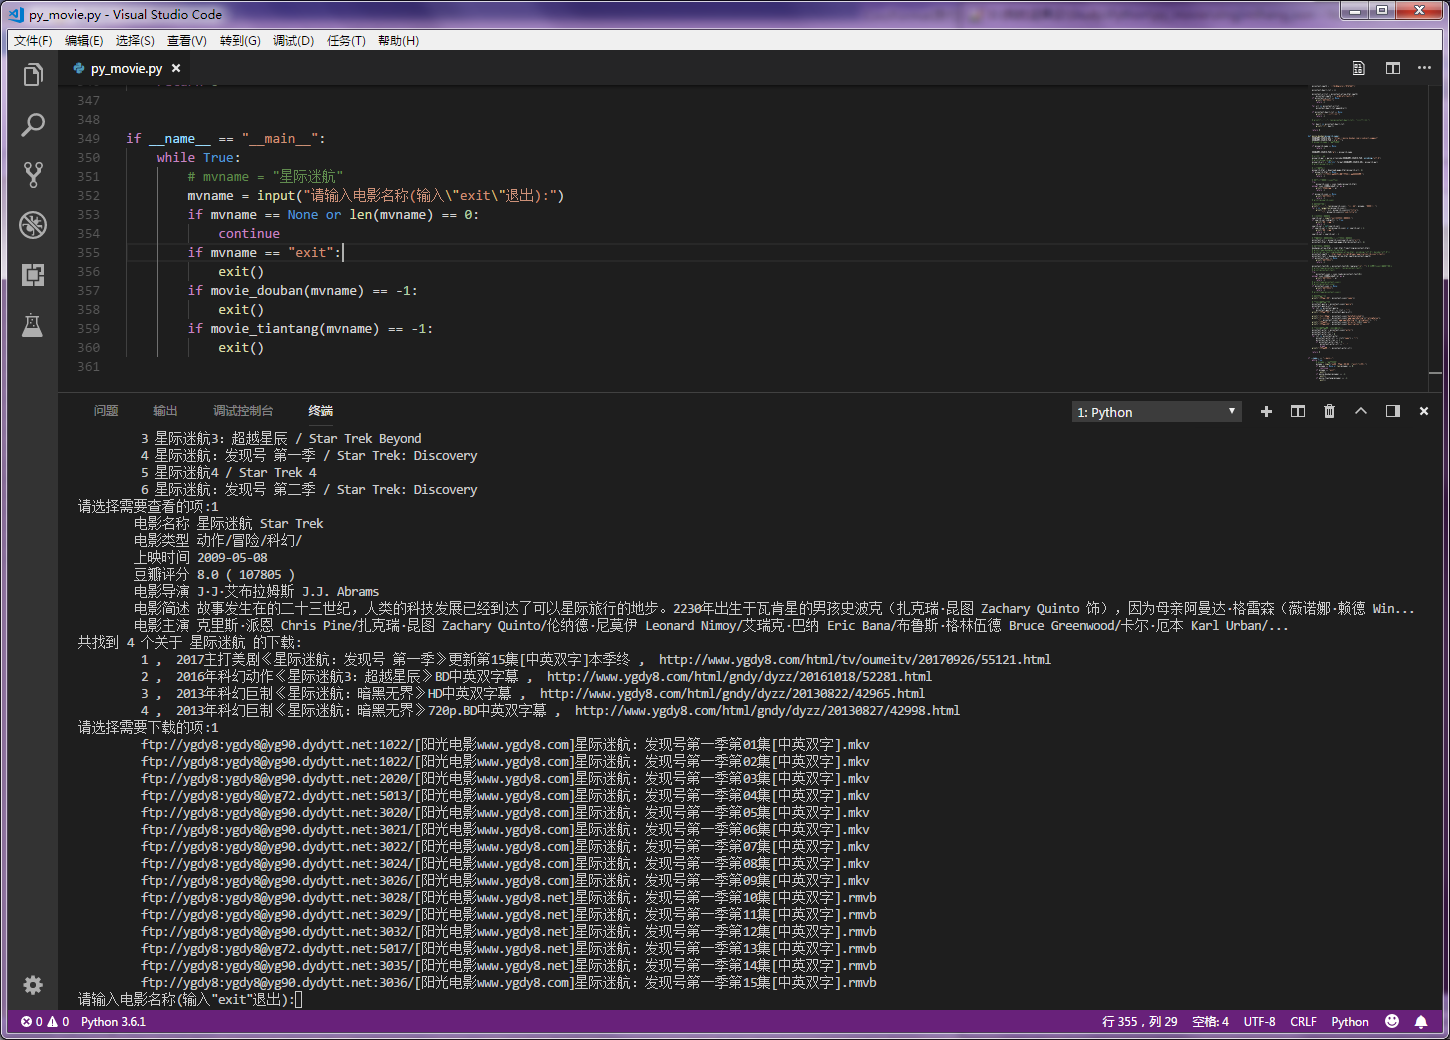 py_movie.py - Visual Studio Code
文件(F) 编辑(E) 选择(S) 查看(V) 转到(G) 调试(D) 任务(T) 帮助(H)
py_movie.py
347
348
349 if __name__ == "__main__":
350 while True:
351 # mvname = "星际迷航"
352 mvname = input("请输入电影名称(输入\"exit\"退出):")
353 if mvname == None or len(mvname) == 0:
354 continue
355 if mvname == "exit":
356 exit()
357 if movie_douban(mvname) == -1:
358 exit()
359 if movie_tiantang(mvname) == -1:
360 exit()
361
问题 输出 调试控制台 终端 1: Python
3 星际迷航3：超越星辰 / Star Trek Beyond
4 星际迷航：发现号 第一季 / Star Trek: Discovery
5 星际迷航4 / Star Trek 4
6 星际迷航：发现号 第二季 / Star Trek: Discovery
请选择需要查看的项:1
电影名称 星际迷航 Star Trek
电影类型 动作/冒险/科幻/
上映时间 2009-05-08
豆瓣评分 8.0 ( 107805 )
电影导演 J·J·艾布拉姆斯 J.J. Abrams
电影简述 故事发生在的二十三世纪，人类的科技发展已经到达了可以星际旅行的地步。2230年出生于瓦肯星的男孩史波克（扎克瑞·昆图 Zachary Quinto 饰），因为母亲阿曼达·格雷森（薇诺娜·赖德 Win...
电影主演 克里斯·派恩 Chris Pine/扎克瑞·昆图 Zachary Quinto/伦纳德·尼莫伊 Leonard Nimoy/艾瑞克·巴纳 Eric Bana/布鲁斯·格林伍德 Bruce Greenwood/卡尔·厄本 Karl Urban/...
共找到 4 个关于 星际迷航 的下载:
1 ， 2017主打美剧《星际迷航：发现号 第一季》更新第15集[中英双字]本季终 ， http://www.ygdy8.com/html/tv/oumeitv/20170926/55121.html
2 ， 2016年科幻动作《星际迷航3：超越星辰》BD中英双字幕 ， http://www.ygdy8.com/html/gndy/dyzz/20161018/52281.html
3 ， 2013年科幻巨制《星际迷航：暗黑无界》HD中英双字幕 ， http://www.ygdy8.com/html/gndy/dyzz/20130822/42965.html
4 ， 2013年科幻巨制《星际迷航：暗黑无界》720p.BD中英双字幕 ， http://www.ygdy8.com/html/gndy/dyzz/20130827/42998.html
请选择需要下载的项:1
ftp://ygdy8:ygdy8@yg90.dydytt.net:1022/[阳光电影www.ygdy8.com]星际迷航：发现号第一季第01集[中英双字].mkv
ftp://ygdy8:ygdy8@yg90.dydytt.net:1022/[阳光电影www.ygdy8.com]星际迷航：发现号第一季第02集[中英双字].mkv
ftp://ygdy8:ygdy8@yg90.dydytt.net:2020/[阳光电影www.ygdy8.com]星际迷航：发现号第一季第03集[中英双字].mkv
ftp://ygdy8:ygdy8@yg72.dydytt.net:5013/[阳光电影www.ygdy8.com]星际迷航：发现号第一季第04集[中英双字].mkv
ftp://ygdy8:ygdy8@yg90.dydytt.net:3020/[阳光电影www.ygdy8.com]星际迷航：发现号第一季第05集[中英双字].mkv
ftp://ygdy8:ygdy8@yg90.dydytt.net:3021/[阳光电影www.ygdy8.com]星际迷航：发现号第一季第06集[中英双字].mkv
ftp://ygdy8:ygdy8@yg90.dydytt.net:3022/[阳光电影www.ygdy8.com]星际迷航：发现号第一季第07集[中英双字].mkv
ftp://ygdy8:ygdy8@yg90.dydytt.net:3024/[阳光电影www.ygdy8.com]星际迷航：发现号第一季第08集[中英双字].mkv
ftp://ygdy8:ygdy8@yg90.dydytt.net:3026/[阳光电影www.ygdy8.com]星际迷航：发现号第一季第09集[中英双字].mkv
ftp://ygdy8:ygdy8@yg90.dydytt.net:3028/[阳光电影www.ygdy8.net]星际迷航：发现号第一季第10集[中英双字].rmvb
ftp://ygdy8:ygdy8@yg90.dydytt.net:3029/[阳光电影www.ygdy8.net]星际迷航：发现号第一季第11集[中英双字].rmvb
ftp://ygdy8:ygdy8@yg90.dydytt.net:3032/[阳光电影www.ygdy8.net]星际迷航：发现号第一季第12集[中英双字].rmvb
ftp://ygdy8:ygdy8@yg72.dydytt.net:5017/[阳光电影www.ygdy8.net]星际迷航：发现号第一季第13集[中英双字].rmvb
ftp://ygdy8:ygdy8@yg90.dydytt.net:3035/[阳光电影www.ygdy8.net]星际迷航：发现号第一季第14集[中英双字].rmvb
ftp://ygdy8:ygdy8@yg90.dydytt.net:3036/[阳光电影www.ygdy8.net]星际迷航：发现号第一季第15集[中英双字].rmvb
请输入电影名称(输入"exit"退出):
0 0 Python 3.6.1 行 355，列 29 空格: 4 UTF-8 CRLF Python